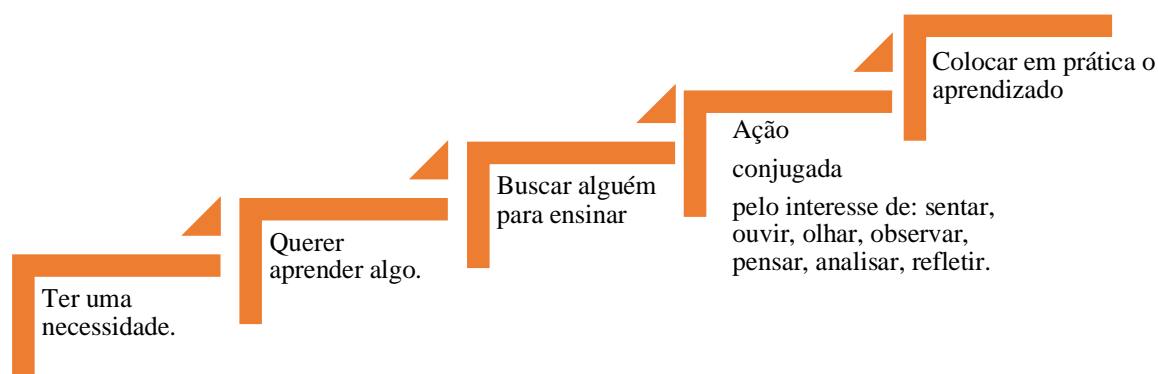 Ter uma
necessidade.
Querer
aprender algo.
Buscar alguém
para ensinar
Ação
conjugada
pelo interesse de: sentar,
ouvir, olhar, observar,
pensar, analisar, refletir.
Colocar em prática o
aprendizado